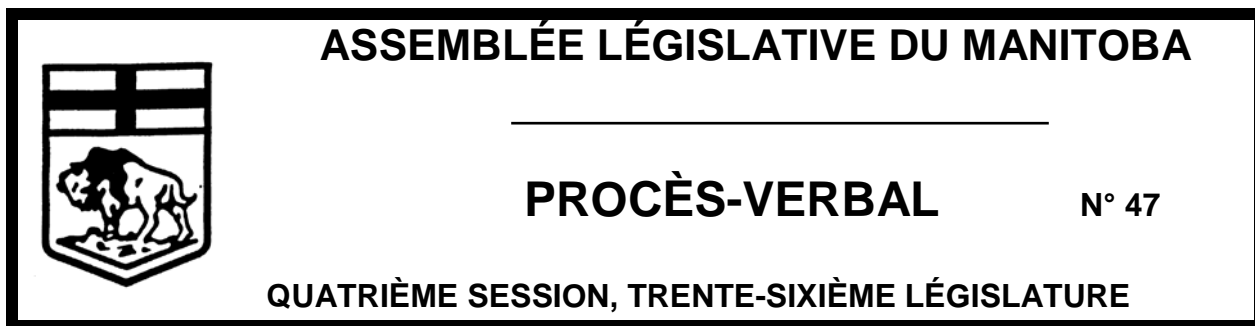 ASSEMBLÉE LÉGISLATIVE DU MANITOBA
PROCÈS-VERBAL N° 47
QUATRIÈME SESSION, TRENTE-SIXIÈME LÉGISLATURE